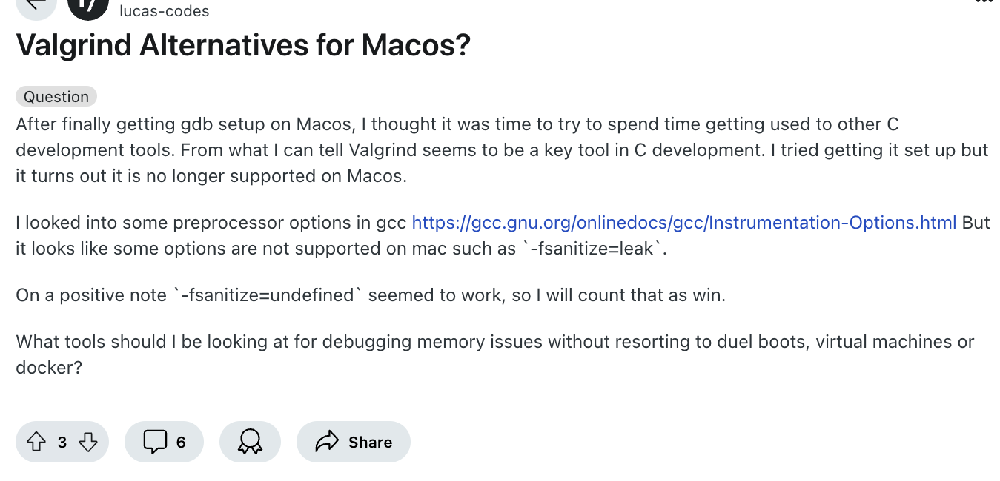 lucas-codes
Valgrind Alternatives for Macos?
Question
After finally getting gdb setup on Macos, I thought it was time to try to spend time getting used to other C
development tools. From what I can tell Valgrind seems to be a key tool in C development. I tried getting it set up but
it turns out it is no longer supported on Macos.
I looked into some preprocessor options in gcc https://gcc.gnu.org/onlinedocs/gcc/Instrumentation-Options.html But
it looks like some options are not supported on mac such as `-fsanitize=leak`.
On a positive note `-fsanitize=undefined` seemed to work, so I will count that as win.
What tools should I be looking at for debugging memory issues without resorting to duel boots, virtual machines or
docker?
3
6
Share